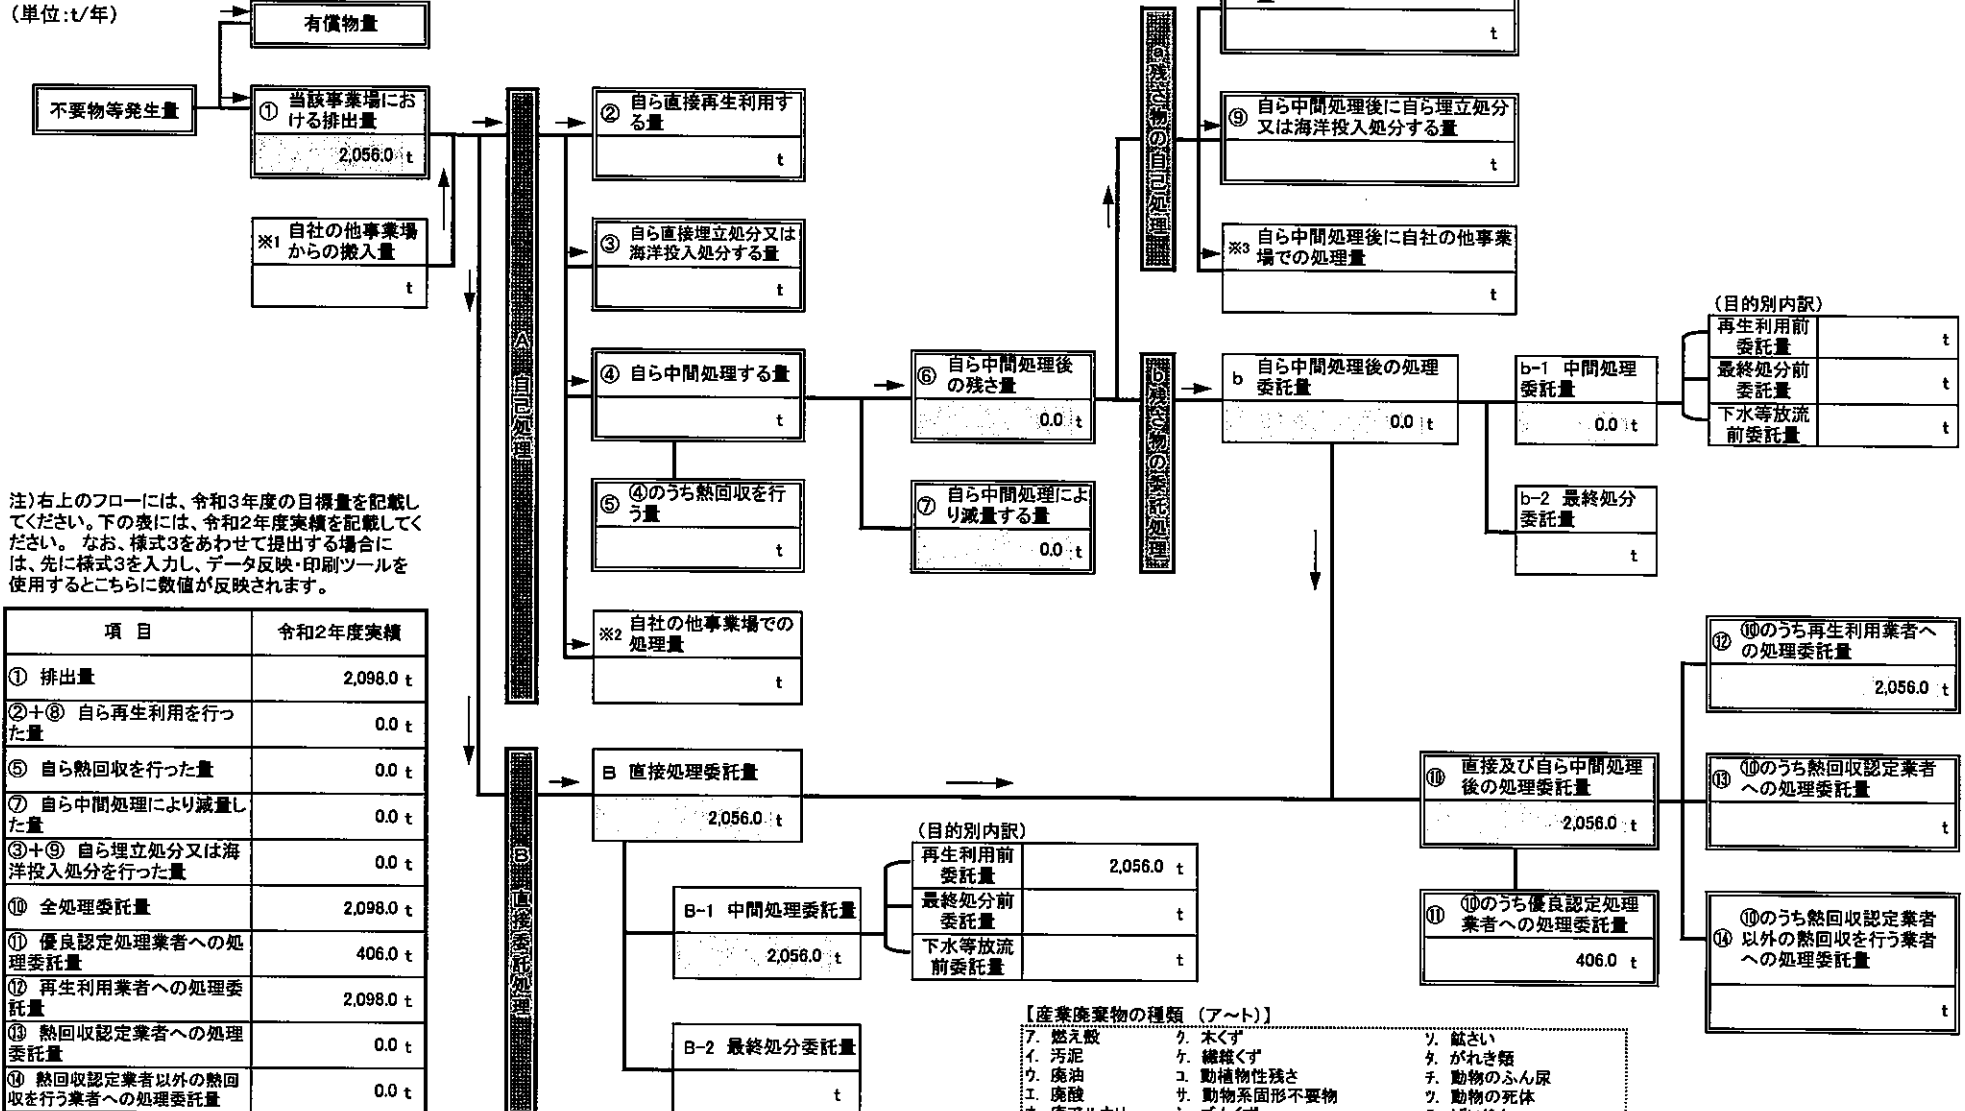 (単位:t/年)
有償物量
不要物等発生量
① 当該事業場にお
ける排出量
2,056.0 t
※1 自社の他事業場
からの搬入量
t
A 自己処理
② 自ら直接再生利用す
る量
t
③ 自ら直接埋立処分又は
海洋投入処分する量
t
④ 自ら中間処理する量
t
⑤ ④のうち熱回収を行
う量
t
※2 自社の他事業場での
処理量
t
⑥ 自ら中間処理後
の残さ量
0.0 t
⑦ 自ら中間処理によ
り減量する量
0.0 t
a 残さ物の自己処理
量
t
⑨ 自ら中間処理後に自ら埋立処分
又は海洋投入処分する量
t
※3 自ら中間処理後に自社の他事業
場での処理量
t
b 残さ物の委託処理
b 自ら中間処理後の処理
委託量
0.0 t
b-1 中間処理
委託量
0.0 t
(目的別内訳)
再生利用前
委託量 t
最終処分前
委託量 t
下水等放流
前委託量 t
b-2 最終処分
委託量
t
注)右上のフローには、令和3年度の目標量を記載し
てください。下の表には、令和2年度実績を記載してく
ださい。 なお、様式3をあわせて提出する場合に
は、先に様式3を入力し、データ反映・印刷ツールを
使用するとこちらに数値が反映されます。
項 目 令和2年度実績
① 排出量 2,098.0 t
②+⑧ 自ら再生利用を行っ
た量 0.0 t
⑤ 自ら熱回収を行った量 0.0 t
⑦ 自ら中間処理により減量し
た量 0.0 t
③+⑨ 自ら埋立処分又は海
洋投入処分を行った量 0.0 t
⑩ 全処理委託量 2,098.0 t
⑪ 優良認定処理業者への処
理委託量 406.0 t
⑫ 再生利用業者への処理委
託量 2,098.0 t
⑬ 熱回収認定業者への処理
委託量 0.0 t
⑭ 熱回収認定業者以外の熱回
収を行う業者への処理委託量 0.0 t
B 直接委託処理
B 直接処理委託量
2,056.0 t
B-1 中間処理委託量
2,056.0 t
(目的別内訳)
再生利用前
委託量 2,056.0 t
最終処分前
委託量 t
下水等放流
前委託量 t
B-2 最終処分委託量
t
⑩ 直接及び自ら中間処理
後の処理委託量
2,056.0 t
⑪ ⑩のうち優良認定処理
業者への処理委託量
406.0 t
⑫ ⑩のうち再生利用業者へ
の処理委託量
2,056.0 t
⑬ ⑩のうち熱回収認定業者
への処理委託量
t
⑭ ⑩のうち熱回収認定業者
以外の熱回収を行う業者
への処理委託量
t
【産業廃棄物の種類 (ア〜ト)】
ア. 燃え殻 ク. 木くず ソ. 鉱さい
イ. 汚泥 ケ. 繊維くず タ. がれき類
ウ. 廃油 コ. 動植物性残さ チ. 動物のふん尿
エ. 廃酸 サ. 動物系固形不要物 ツ. 動物の死体